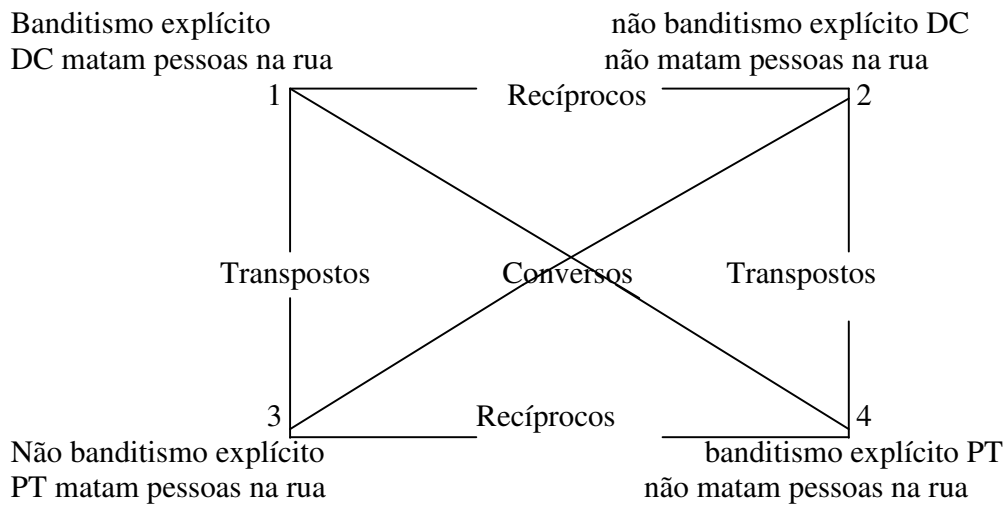 Banditismo explícito
DC matam pessoas na rua
não banditismo explícito DC
não matam pessoas na rua
1
Recíprocos
2
Transpostos
Conversos
Transpostos
3
Recíprocos
4
Não banditismo explícito
PT matam pessoas na rua
banditismo explícito PT
não matam pessoas na rua